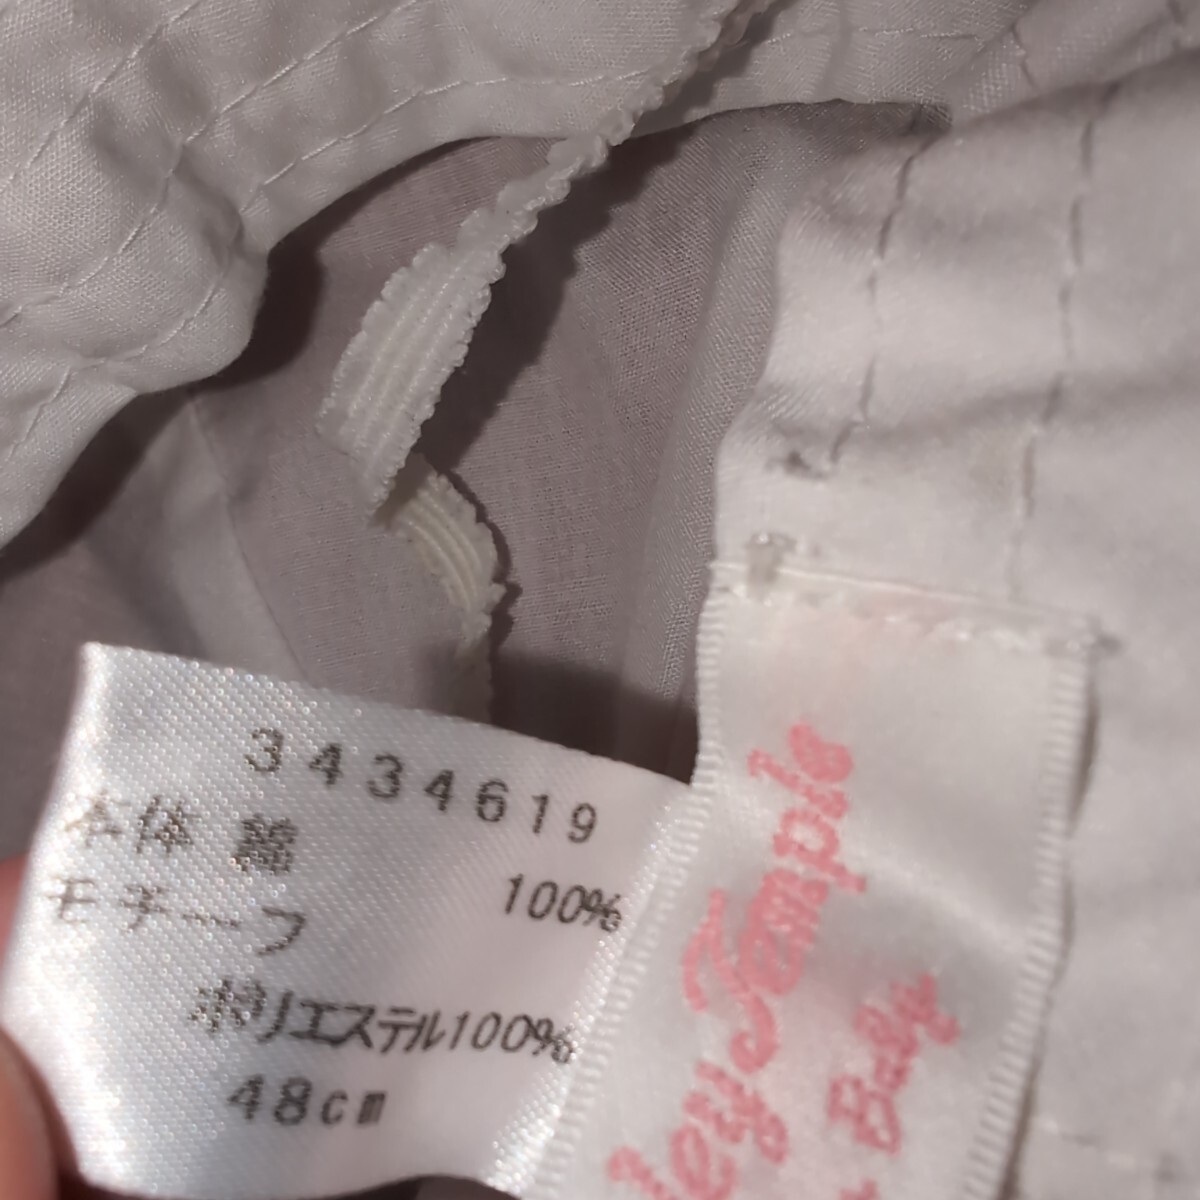 3434619
本体 綿
100%
モチーフ
ポリエステル100%
48cm
ley Temple
Baby